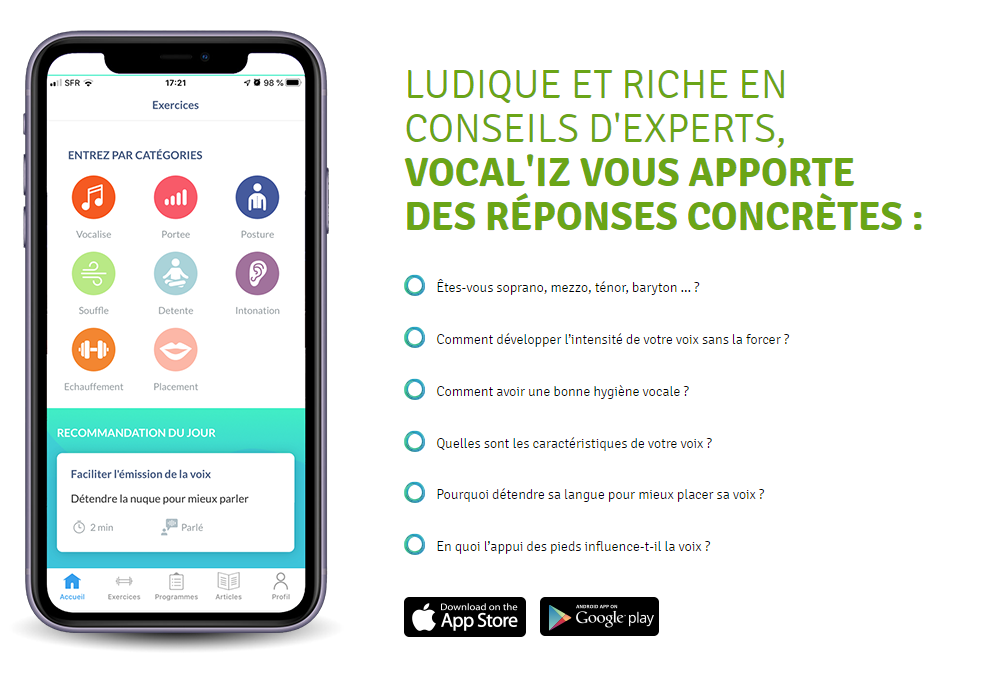 SFR 17:21 98 %
Exercices
ENTREZ PAR CATÉGORIES
Vocalise Portee Posture
Souffle Detente Intonation
Echauffement Placement
RECOMMANDATION DU JOUR
Faciliter l'émission de la voix
Détendre la nuque pour mieux parler
2 min Parlé
Accueil Exercices Programmes Articles Profil
LUDIQUE ET RICHE EN
CONSEILS D'EXPERTS,
VOCAL'IZ VOUS APPORTE
DES RÉPONSES CONCRÈTES :
Êtes-vous soprano, mezzo, ténor, baryton ... ?
Comment développer l'intensité de votre voix sans la forcer ?
Comment avoir une bonne hygiène vocale ?
Quelles sont les caractéristiques de votre voix ?
Pourquoi détendre sa langue pour mieux placer sa voix ?
En quoi l'appui des pieds influence-t-il la voix ?
Download on the
App Store
ANDROID APP ON
Google play